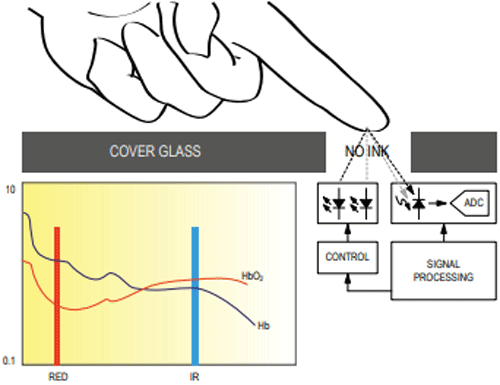 COVER GLASS
NO INK
10
HbO2
Hb
0.1
RED
IR
ADC
CONTROL
SIGNAL
PROCESSING